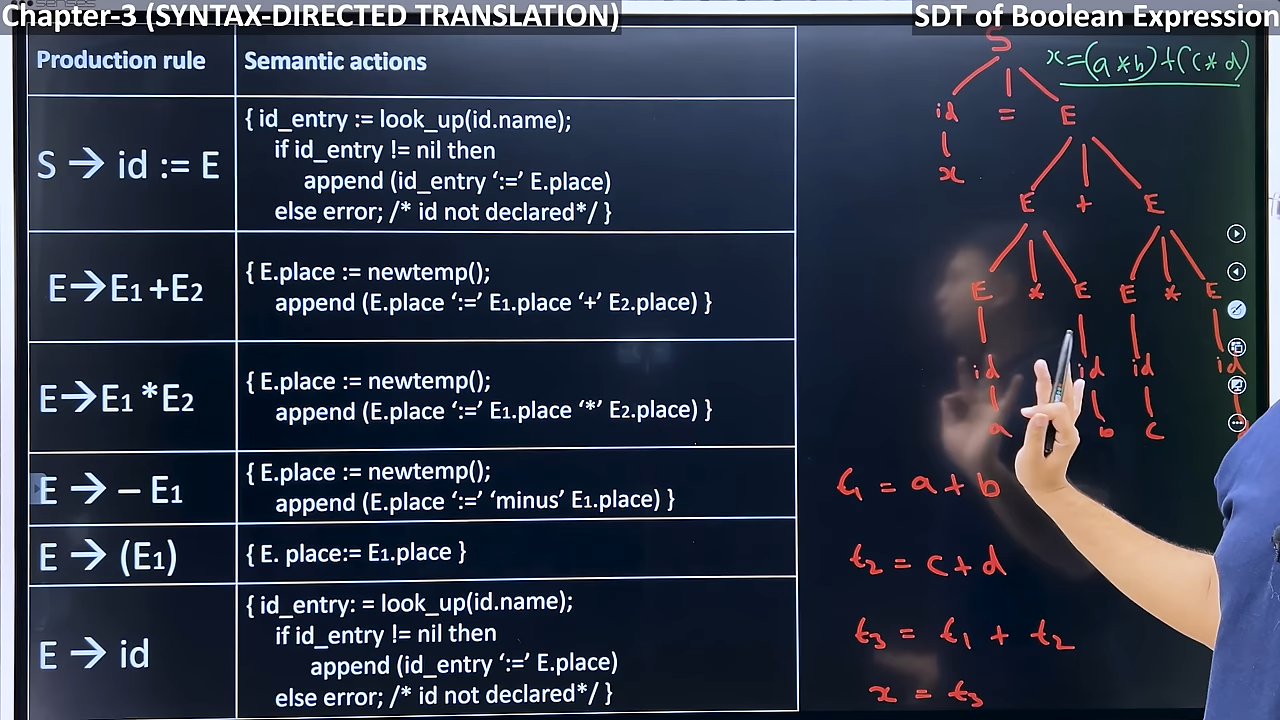 Chapter-3 (SYNTAX-DIRECTED TRANSLATION)
SDT of Boolean Expression
Production rule
Semantic actions
S → id := E
{ id_entry := look_up(id.name);
if id_entry != nil then
append (id_entry ‘:=’ E.place)
else error; /* id not declared*/ }
E→E1+E2
{ E.place := newtemp();
append (E.place ‘:=’ E1.place ‘+’ E2.place) }
E→E1*E2
{ E.place := newtemp();
append (E.place ‘:=’ E1.place ‘*’ E2.place) }
E → – E1
{ E.place := newtemp();
append (E.place ‘:=’ ‘minus’ E1.place) }
E → (E1)
{ E. place:= E1.place }
E → id
{ id_entry: = look_up(id.name);
if id_entry != nil then
append (id_entry ‘:=’ E.place)
else error; /* id not declared*/ }
x=(a*b)+(c*d)
S
id = E
x
E + E
E * E E * E
id id id id
a b c d
t1 = a+b
t2 = c+d
t3 = t1 + t2
x = t3